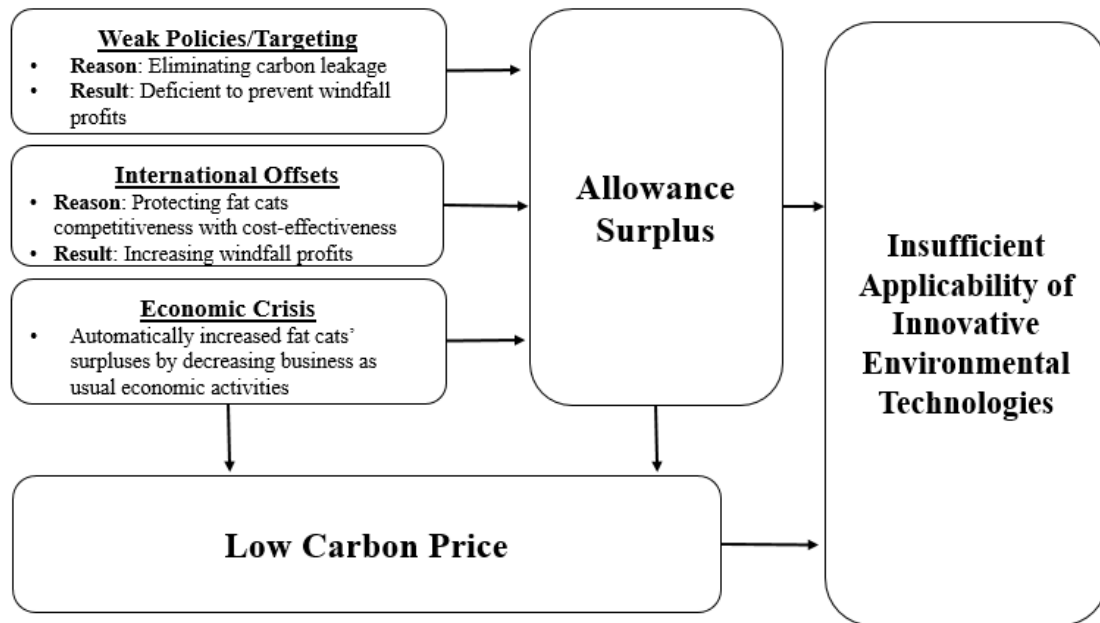 Weak Policies/Targeting
• Reason: Eliminating carbon leakage
• Result: Deficient to prevent windfall
profits
International Offsets
• Reason: Protecting fat cats
competitiveness with cost-effectiveness
• Result: Increasing windfall profits
Economic Crisis
• Automatically increased fat cats’
surpluses by decreasing business as
usual economic activities
Allowance
Surplus
Low Carbon Price
Insufficient
Applicability of
Innovative
Environmental
Technologies